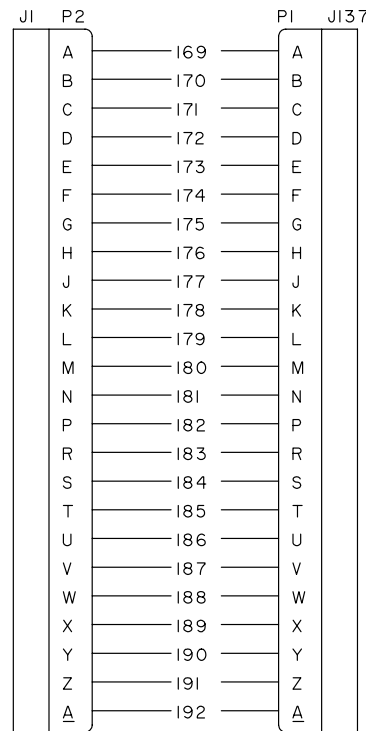 J1 P2 P1 J137
A 169 A
B 170 B
C 171 C
D 172 D
E 173 E
F 174 F
G 175 G
H 176 H
J 177 J
K 178 K
L 179 L
M 180 M
N 181 N
P 182 P
R 183 R
S 184 S
T 185 T
U 186 U
V 187 V
W 188 W
X 189 X
Y 190 Y
Z 191 Z
A 192 A